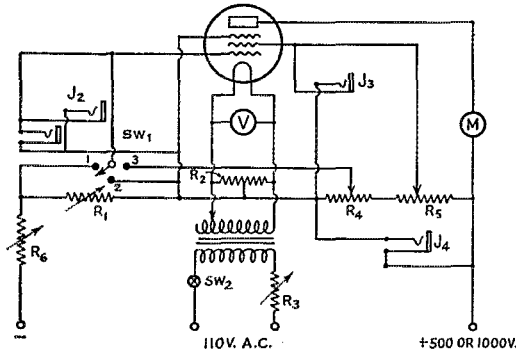 J2
J3
V
M
SW1
1
3
2
R2
R1
R4
R5
R6
J4
SW2
R3
—
110V. A.C.
+500 OR 1000V.